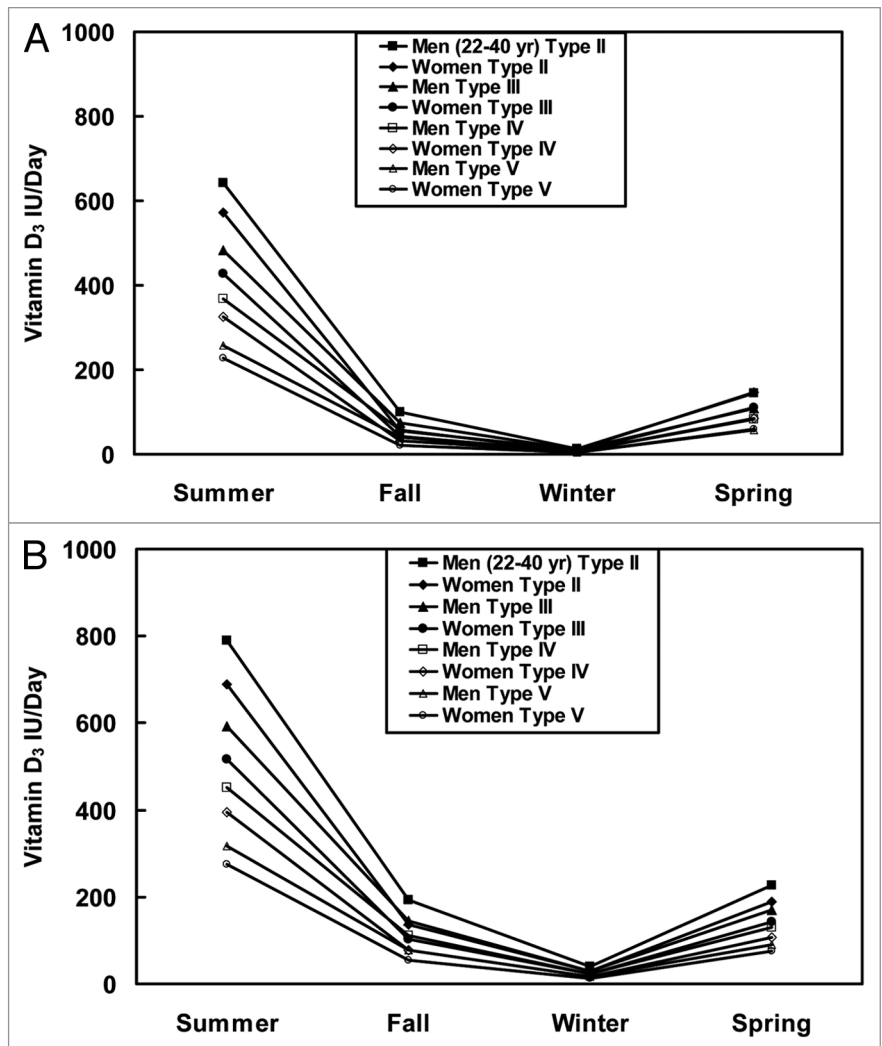 A
1000
800
600
400
200
0
Vitamin D₃ IU/Day
Men (22-40 yr) Type II
Women Type II
Men Type III
Women Type III
Men Type IV
Women Type IV
Men Type V
Women Type V
Summer Fall Winter Spring
B
1000
800
600
400
200
0
Vitamin D₃ IU/Day
Men (22-40 yr) Type II
Women Type II
Men Type III
Women Type III
Men Type IV
Women Type IV
Men Type V
Women Type V
Summer Fall Winter Spring